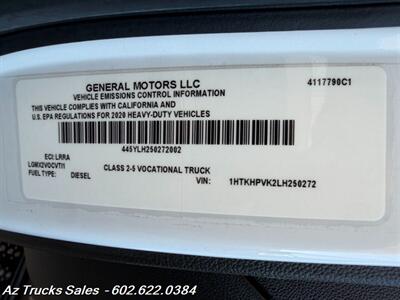 GENERAL MOTORS LLC
4117790C1
VEHICLE EMISSIONS CONTROL INFORMATION
THIS VEHICLE COMPLIES WITH CALIFORNIA AND
U.S. EPA REGULATIONS FOR 2020 HEAVY-DUTY VEHICLES
445YLH250272002
ECI: LRRA
LGMX2VOCVTI1
CLASS 2-5 VOCATIONAL TRUCK
FUEL TYPE: DIESEL
VIN: 1HTKHPVK2LH250272
Az Trucks Sales - 602.622.0384